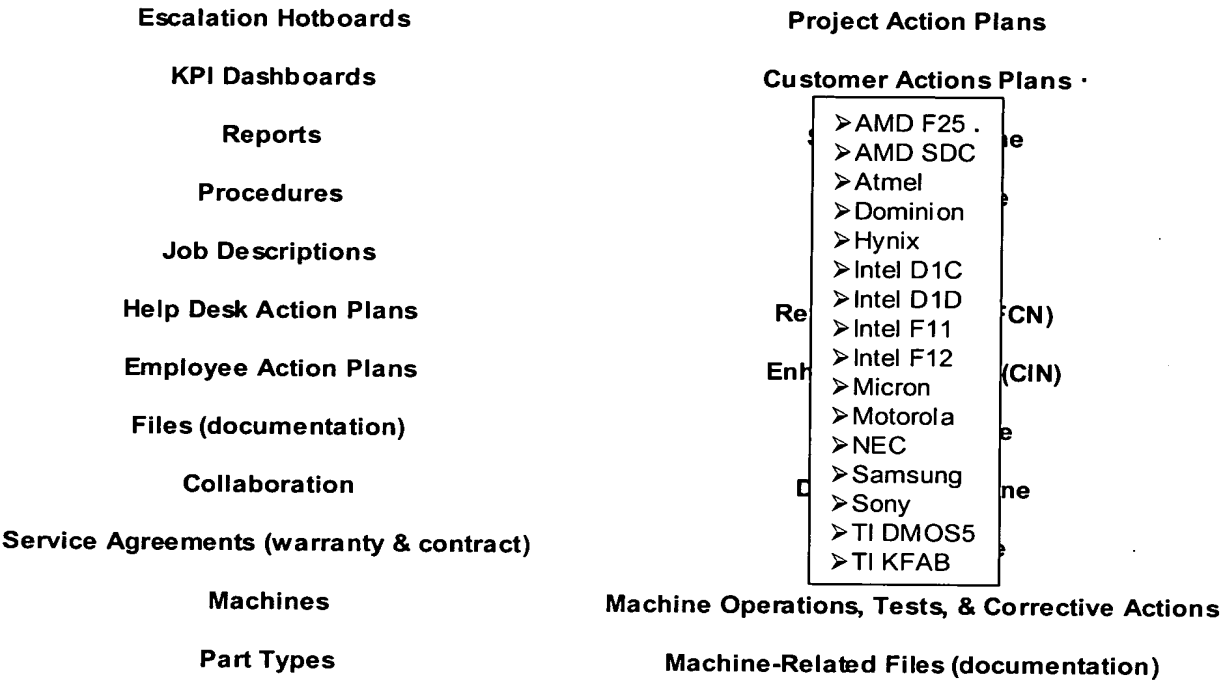 Escalation Hotboards
KPI Dashboards
Reports
Procedures
Job Descriptions
Help Desk Action Plans
Employee Action Plans
Files (documentation)
Collaboration
Service Agreements (warranty & contract)
Machines
Part Types
Project Action Plans
Customer Actions Plans
➢AMD F25 .
➢AMD SDC
➢Atmel
➢Dominion
➢Hynix
➢Intel D1C
➢Intel D1D
➢Intel F11
➢Intel F12
➢Micron
➢Motorola
➢NEC
➢Samsung
➢Sony
➢TI DMOS5
➢TI KFAB
(CIN)
Machine Operations, Tests, & Corrective Actions
Machine-Related Files (documentation)